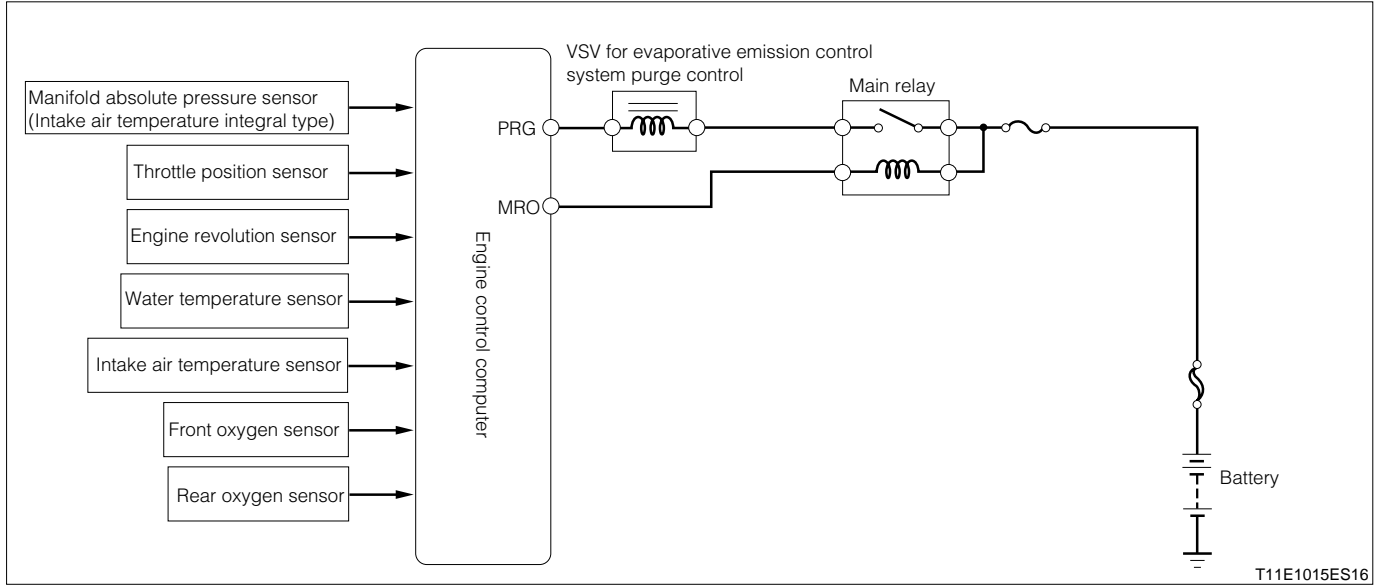 VSV for evaporative emission control
system purge control
Main relay
Manifold absolute pressure sensor
(Intake air temperature integral type)
PRG
Throttle position sensor
MRO
Engine revolution sensor
Engine control computer
Water temperature sensor
Intake air temperature sensor
Front oxygen sensor
Rear oxygen sensor
Battery
T11E1015ES16